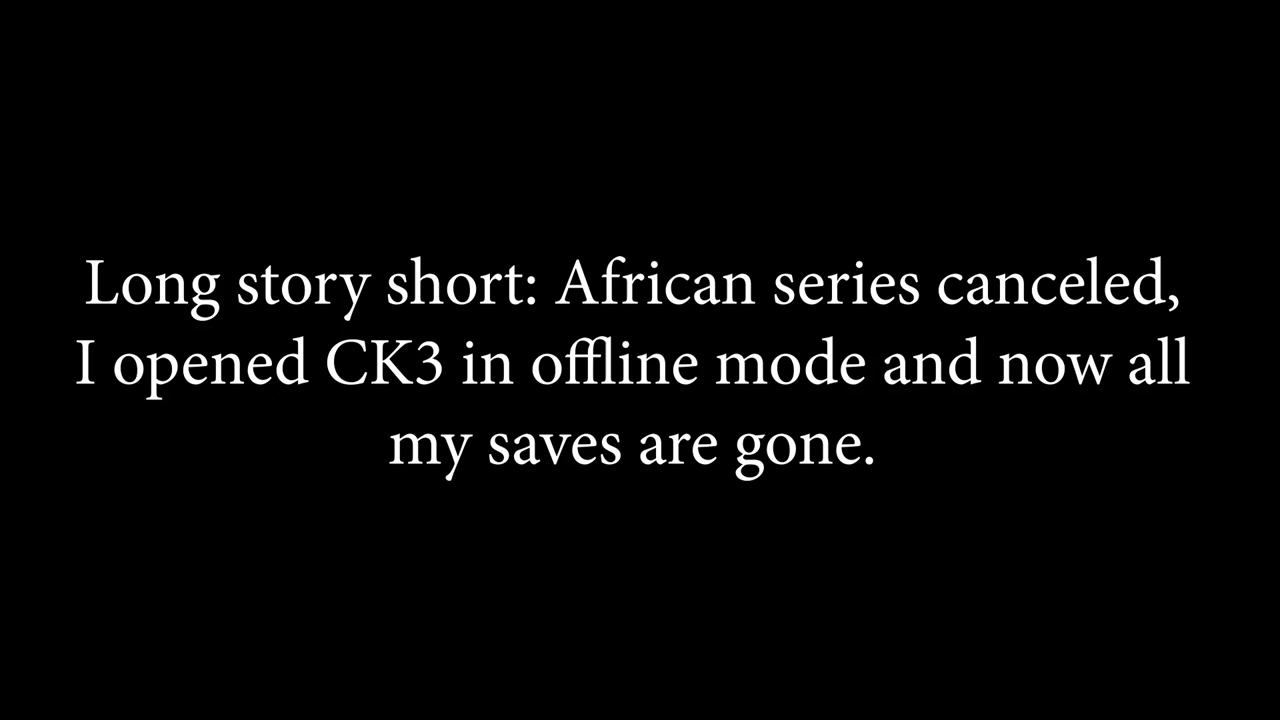 Long story short: African series canceled,
I opened CK3 in offline mode and now all
my saves are gone.